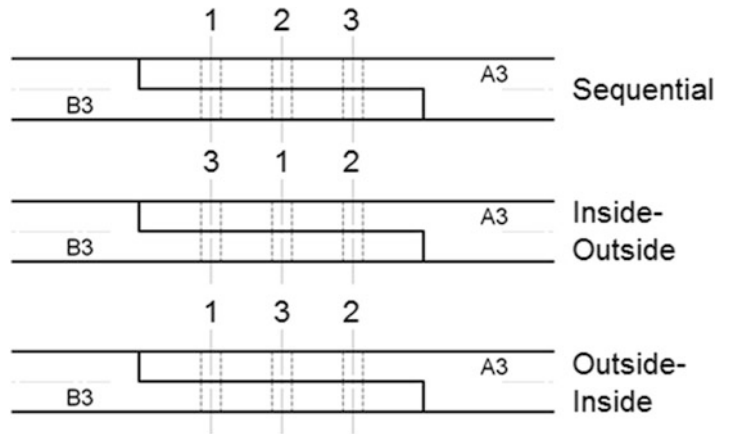 1 2 3
A3
B3
Sequential
3 1 2
A3
B3
Inside-
Outside
1 3 2
A3
B3
Outside-
Inside